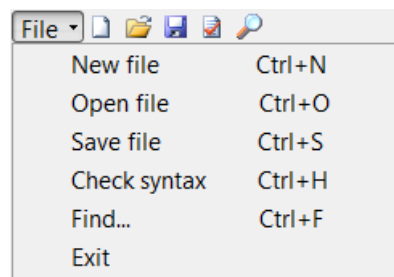 File
New file Ctrl+N
Open file Ctrl+O
Save file Ctrl+S
Check syntax Ctrl+H
Find... Ctrl+F
Exit